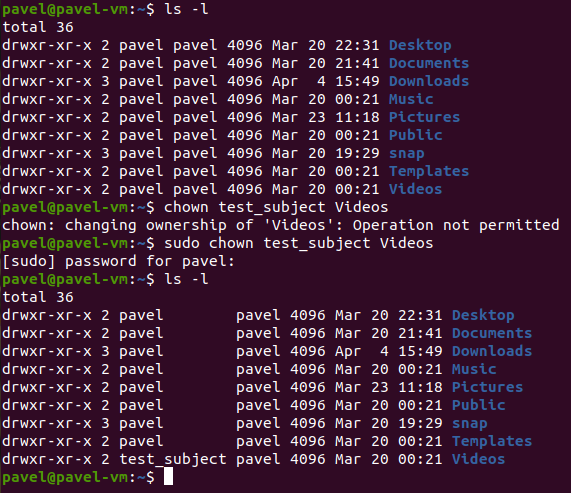 pavel@pavel-vm:~$ ls -l
total 36
drwxr-xr-x 2 pavel pavel 4096 Mar 20 22:31 Desktop
drwxr-xr-x 2 pavel pavel 4096 Mar 20 21:41 Documents
drwxr-xr-x 3 pavel pavel 4096 Apr  4 15:49 Downloads
drwxr-xr-x 2 pavel pavel 4096 Mar 20 00:21 Music
drwxr-xr-x 2 pavel pavel 4096 Mar 23 11:18 Pictures
drwxr-xr-x 2 pavel pavel 4096 Mar 20 00:21 Public
drwxr-xr-x 3 pavel pavel 4096 Mar 20 19:29 snap
drwxr-xr-x 2 pavel pavel 4096 Mar 20 00:21 Templates
drwxr-xr-x 2 pavel pavel 4096 Mar 20 00:21 Videos
pavel@pavel-vm:~$ chown test_subject Videos
chown: changing ownership of 'Videos': Operation not permitted
pavel@pavel-vm:~$ sudo chown test_subject Videos
[sudo] password for pavel:
pavel@pavel-vm:~$ ls -l
total 36
drwxr-xr-x 2 pavel        pavel 4096 Mar 20 22:31 Desktop
drwxr-xr-x 2 pavel        pavel 4096 Mar 20 21:41 Documents
drwxr-xr-x 3 pavel        pavel 4096 Apr  4 15:49 Downloads
drwxr-xr-x 2 pavel        pavel 4096 Mar 20 00:21 Music
drwxr-xr-x 2 pavel        pavel 4096 Mar 23 11:18 Pictures
drwxr-xr-x 2 pavel        pavel 4096 Mar 20 00:21 Public
drwxr-xr-x 3 pavel        pavel 4096 Mar 20 19:29 snap
drwxr-xr-x 2 pavel        pavel 4096 Mar 20 00:21 Templates
drwxr-xr-x 2 test_subject pavel 4096 Mar 20 00:21 Videos
pavel@pavel-vm:~$